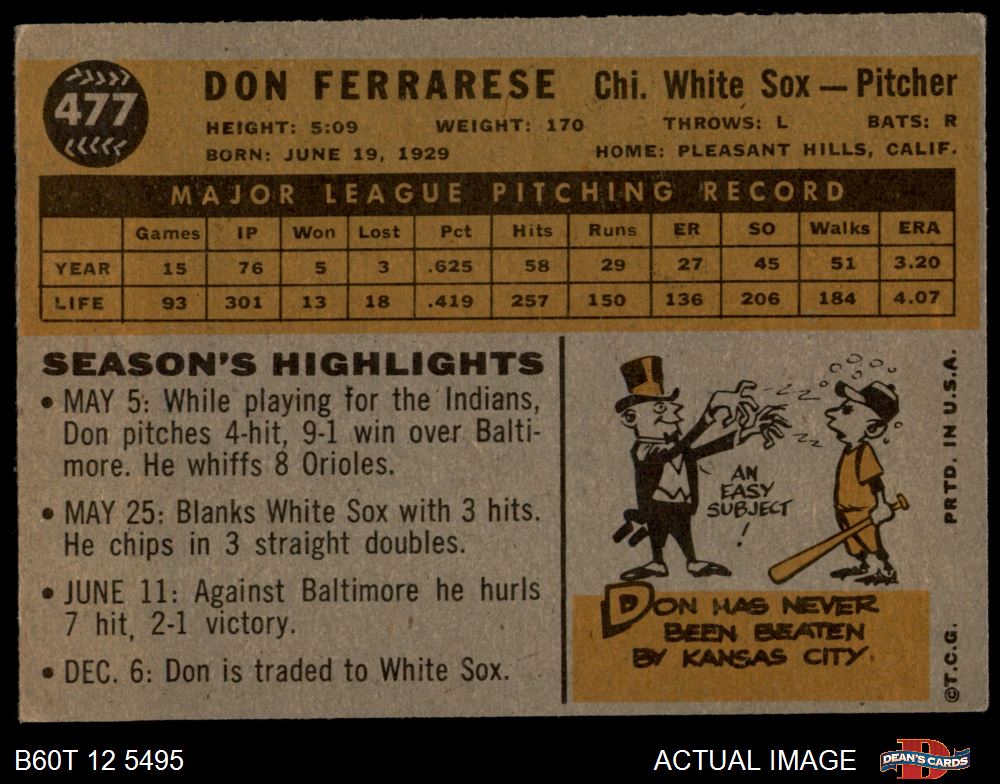 477
DON FERRARESE Chi. White Sox — Pitcher
HEIGHT: 5:09 WEIGHT: 170 THROWS: L BATS: R
BORN: JUNE 19, 1929 HOME: PLEASANT HILLS, CALIF.
MAJOR LEAGUE PITCHING RECORD
Games IP Won Lost Pct Hits Runs ER SO Walks ERA
YEAR 15 76 5 3 .625 58 29 27 45 51 3.20
LIFE 93 301 13 18 .419 257 150 136 206 184 4.07
SEASON'S HIGHLIGHTS
• MAY 5: While playing for the Indians,
Don pitches 4-hit, 9-1 win over Balti-
more. He whiffs 8 Orioles.
• MAY 25: Blanks White Sox with 3 hits.
He chips in 3 straight doubles.
• JUNE 11: Against Baltimore he hurls
7 hit, 2-1 victory.
• DEC. 6: Don is traded to White Sox.
AN
EASY
SUBJECT
!
DON HAS NEVER
BEEN BEATEN
BY KANSAS CITY.
©T.C.G. PRTD. IN U.S.A.
B60T 12 5495 ACTUAL IMAGE
D
DEAN'S CARDS